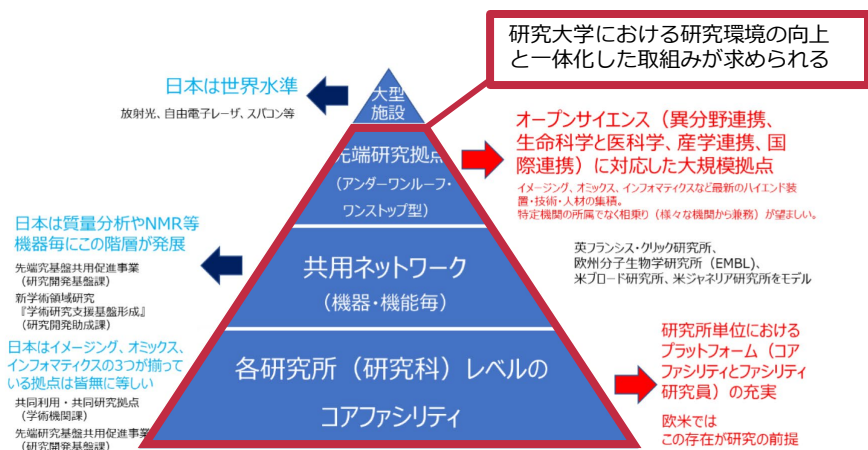 研究大学における研究環境の向上
と一体化した取組みが求められる
日本は世界水準
放射光、自由電子レーザ、スパコン等
大型
施設
オープンサイエンス（異分野連携、
生命科学と医科学、産学連携、国
際連携）に対応した大規模拠点
イメージング、オミックス、インフォマティクスなど最新のハイエンド装
置・技術・人材の集積。
特定機関の所属でなく相乗り（様々な機関から兼務）が望ましい。
先端研究拠点
（アンダーワンルーフ・
ワンストップ型）
日本は質量分析やNMR等
機器毎にこの階層が発展
先端究基盤共用促進事業
（研究開発基盤課）
新学術領域研究
『学術研究支援基盤形成』
（研究開発助成課）
共用ネットワーク
（機器・機能毎）
英フランシス・クリック研究所、
欧州分子生物学研究所（EMBL)、
米ブロード研究所、米ジャネリア研究所をモデル
日本はイメージング、オミックス、
インフォマティクスの3つが揃って
いる拠点は皆無に等しい
共同利用・共同研究拠点
（学術機関課）
先端研究基盤共用促進事業
（研究開発基盤課）
各研究所（研究科）レベルの
コアファシリティ
研究所単位における
プラットフォーム（コア
ファシリティとファシリティ
研究員）の充実
欧米では
この存在が研究の前提